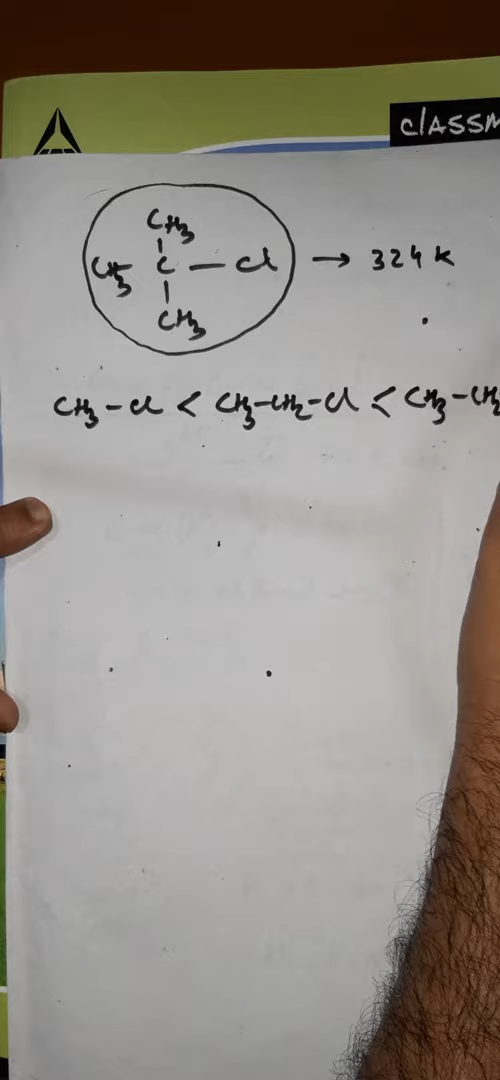 CLASSM
CH3
CH3 - C - Cl → 324 K
CH3
CH3-Cl < CH3-CH2-Cl < CH3-CH2